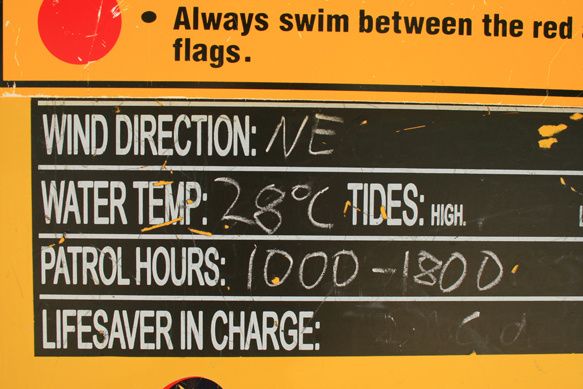 • Always swim between the red
flags.
WIND DIRECTION: NE
WATER TEMP: 28°C TIDES: HIGH.
PATROL HOURS: 1000 - 1800
LIFESAVER IN CHARGE: